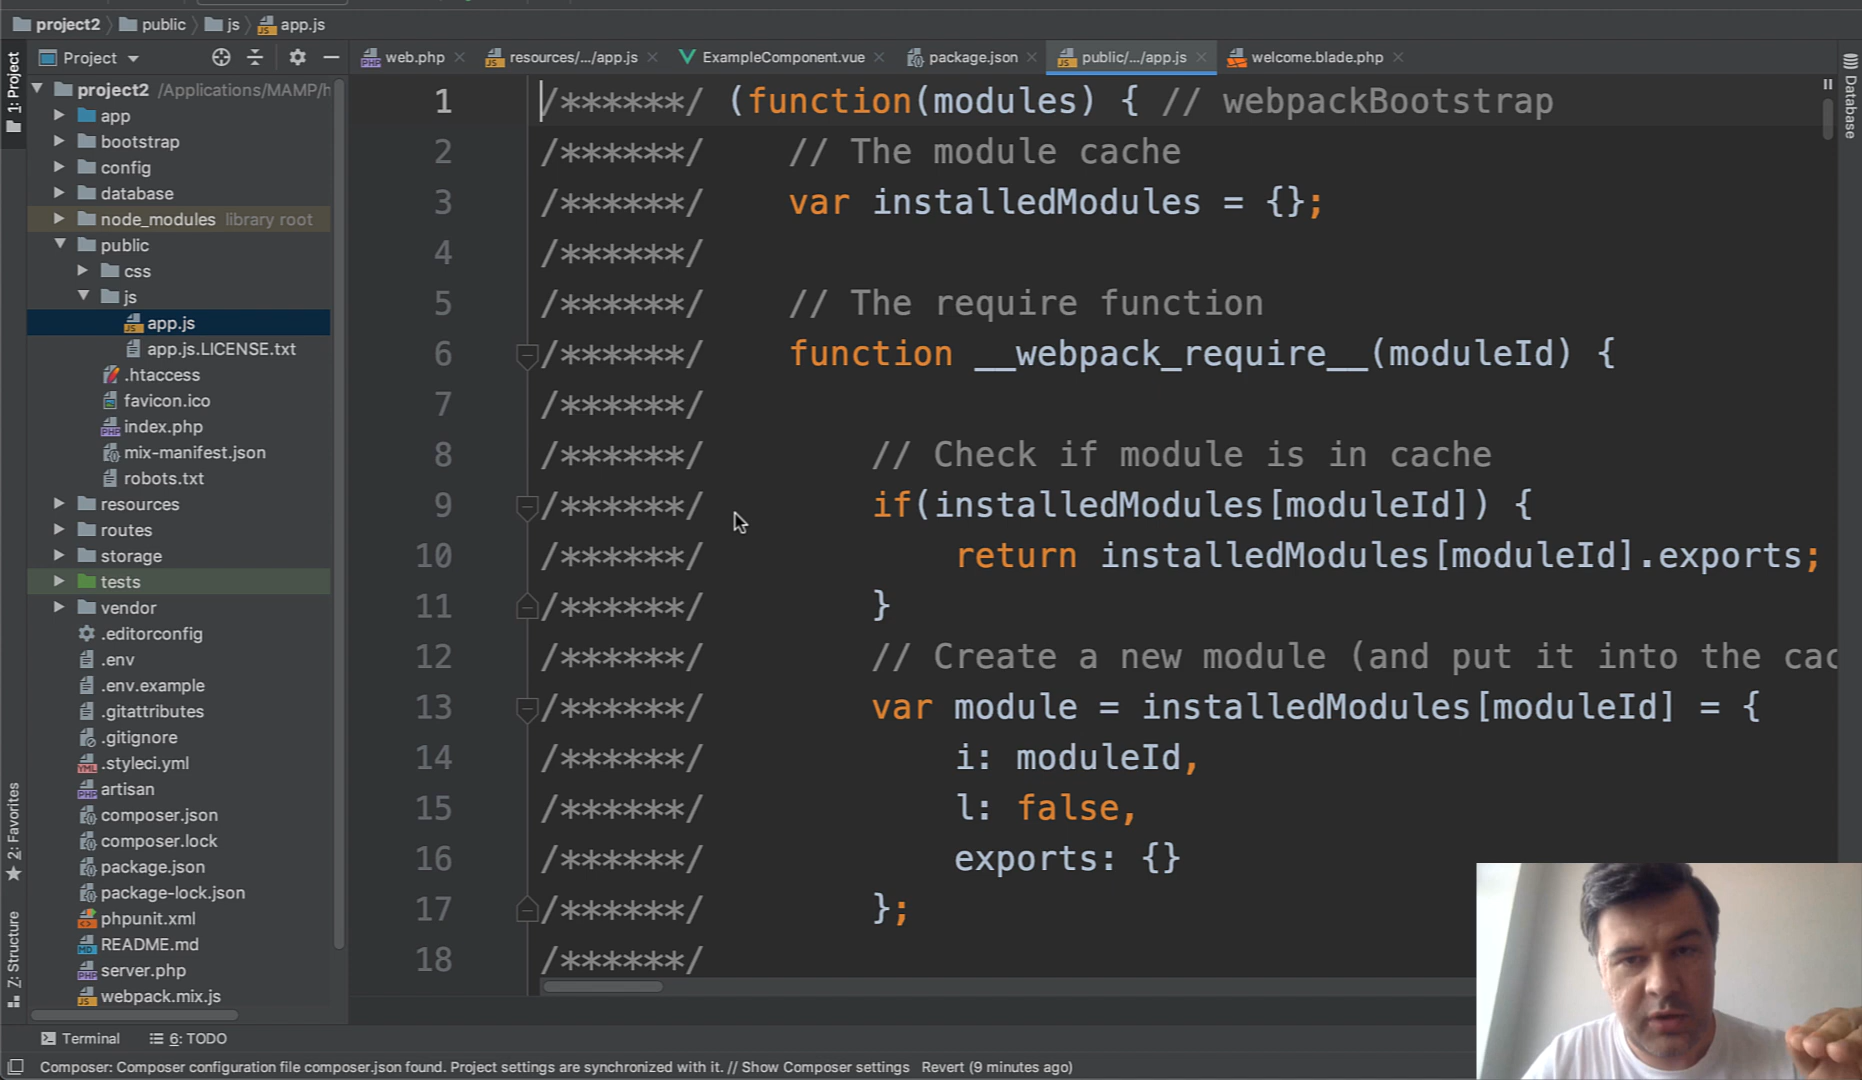 project2 public js app.js
1: Project
Project
web.php
resources/.../app.js
ExampleComponent.vue
package.json
public/.../app.js
welcome.blade.php
Database
project2 /Applications/MAMP/h
app
bootstrap
config
database
node_modules library root
public
css
js
app.js
app.js.LICENSE.txt
.htaccess
favicon.ico
index.php
mix-manifest.json
robots.txt
resources
routes
storage
tests
vendor
.editorconfig
.env
.env.example
.gitattributes
.gitignore
.styleci.yml
artisan
composer.json
composer.lock
package.json
package-lock.json
phpunit.xml
README.md
server.php
webpack.mix.js
2: Favorites
Z: Structure
1 /******/ (function(modules) { // webpackBootstrap
2 /******/ // The module cache
3 /******/ var installedModules = {};
4 /******/
5 /******/ // The require function
6 /******/ function __webpack_require__(moduleId) {
7 /******/
8 /******/ // Check if module is in cache
9 /******/ if(installedModules[moduleId]) {
10 /******/ return installedModules[moduleId].exports;
11 /******/ }
12 /******/ // Create a new module (and put it into the cac
13 /******/ var module = installedModules[moduleId] = {
14 /******/ i: moduleId,
15 /******/ l: false,
16 /******/ exports: {}
17 /******/ };
18 /******/
Terminal 6: TODO
Composer: Composer configuration file composer.json found. Project settings are synchronized with it. // Show Composer settings Revert (9 minutes ago)